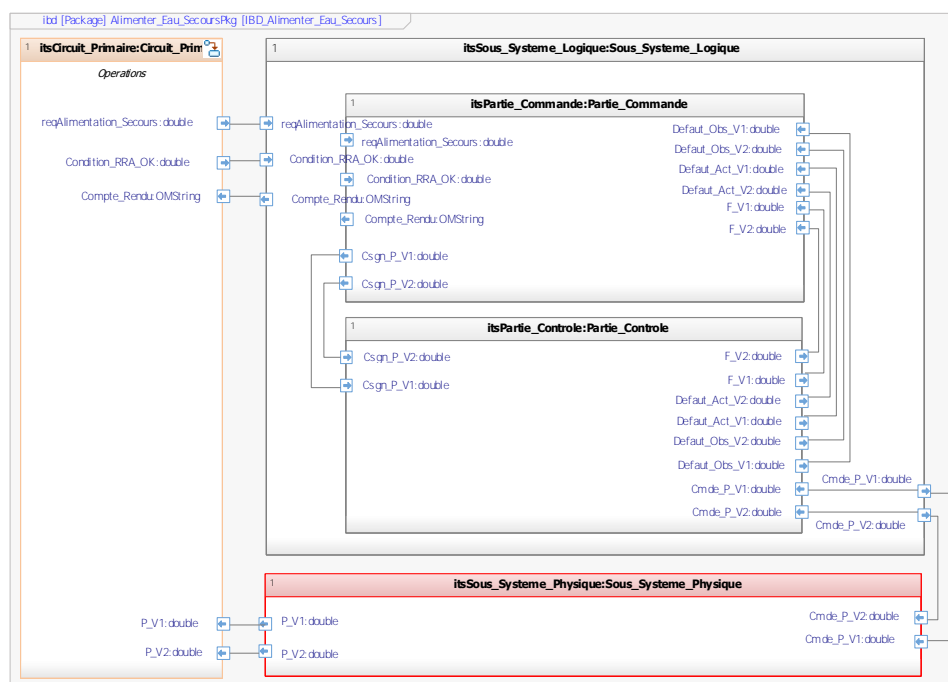 ibd [Package] Alimenter_Eau_SecoursPkg [IBD_Alimenter_Eau_Secours]
1 itsCircuit_Primaire:Circuit_Prim
Operations
reqAlimentation_Secours:double
Condition_RRA_OK:double
Compte_Rendu:OMString
P_V1:double
P_V2:double
1 itsSous_Systeme_Logique:Sous_Systeme_Logique
reqAlimentation_Secours:double
Condition_RRA_OK:double
Compte_Rendu:OMString
1 itsPartie_Commande:Partie_Commande
reqAlimentation_Secours:double
Condition_RRA_OK:double
Compte_Rendu:OMString
Csgn_P_V1:double
Csgn_P_V2:double
Defaut_Obs_V1:double
Defaut_Obs_V2:double
Defaut_Act_V1:double
Defaut_Act_V2:double
F_V1:double
F_V2:double
1 itsPartie_Controle:Partie_Controle
Csgn_P_V2:double
Csgn_P_V1:double
F_V2:double
F_V1:double
Defaut_Act_V2:double
Defaut_Act_V1:double
Defaut_Obs_V2:double
Defaut_Obs_V1:double
Cmde_P_V1:double
Cmde_P_V2:double
Cmde_P_V1:double
Cmde_P_V2:double
1 itsSous_Systeme_Physique:Sous_Systeme_Physique
P_V1:double
P_V2:double
Cmde_P_V2:double
Cmde_P_V1:double